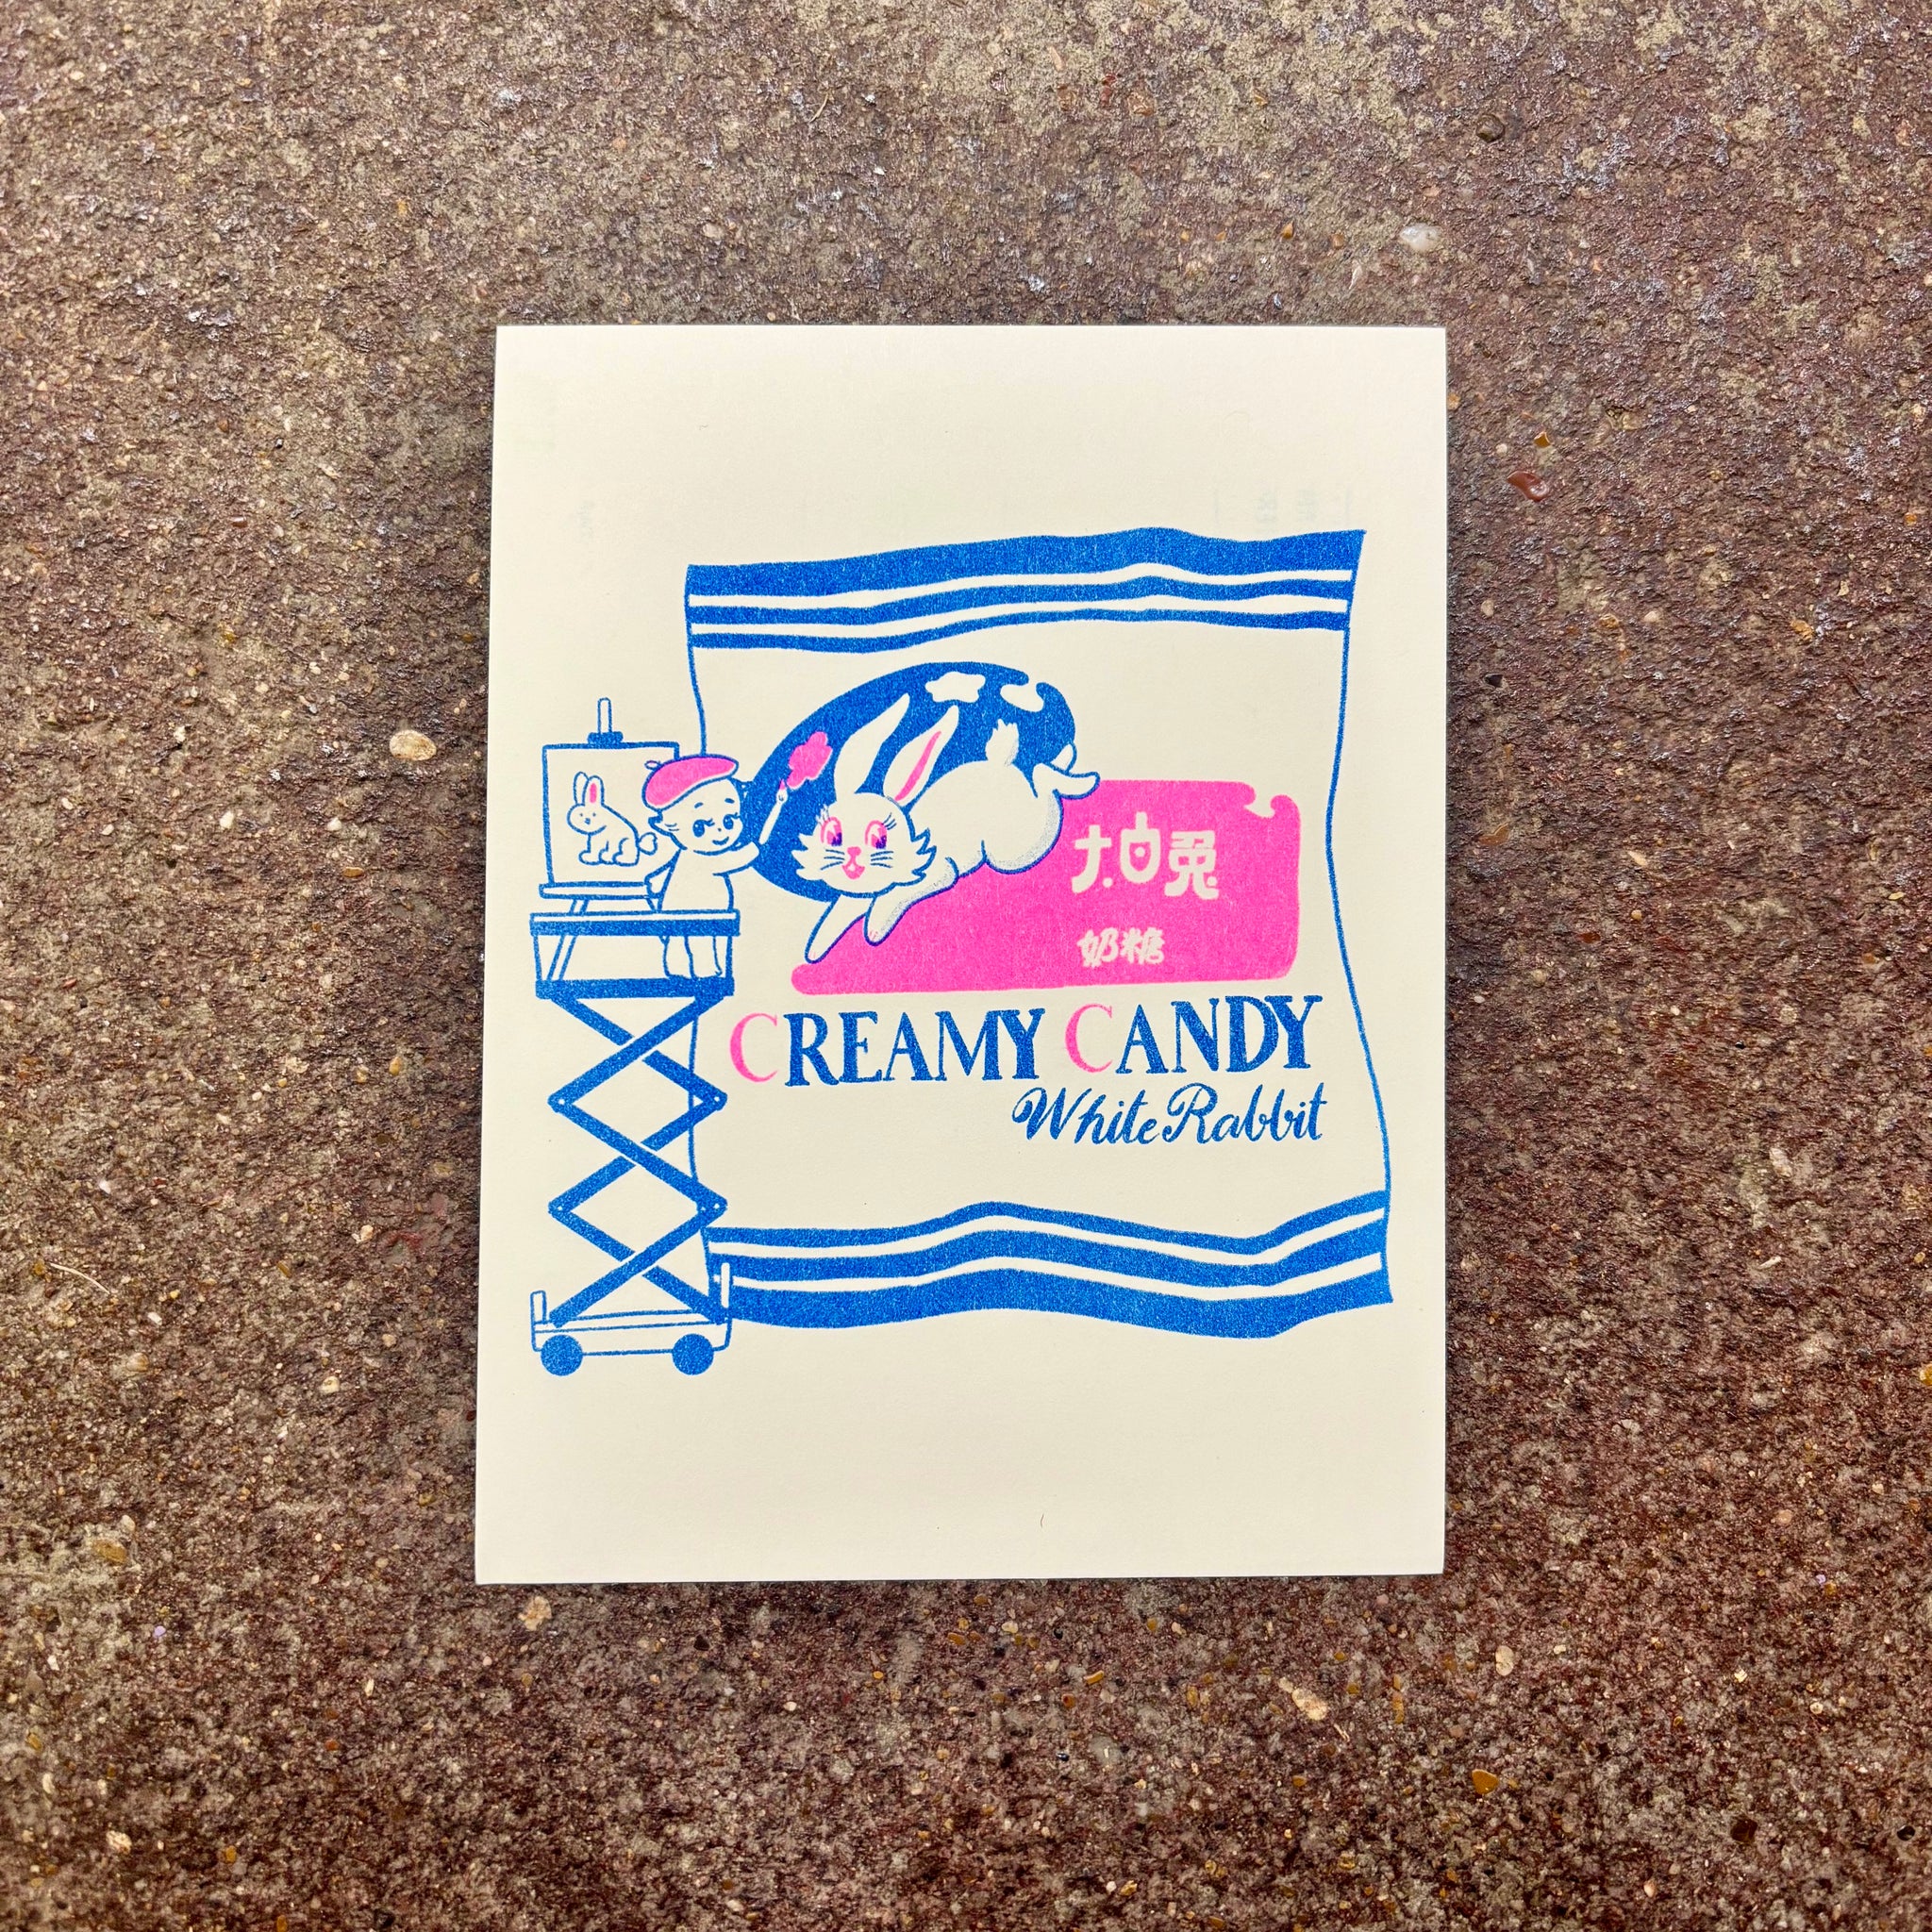 大白兔
奶糖
CREAMY CANDY
White Rabbit